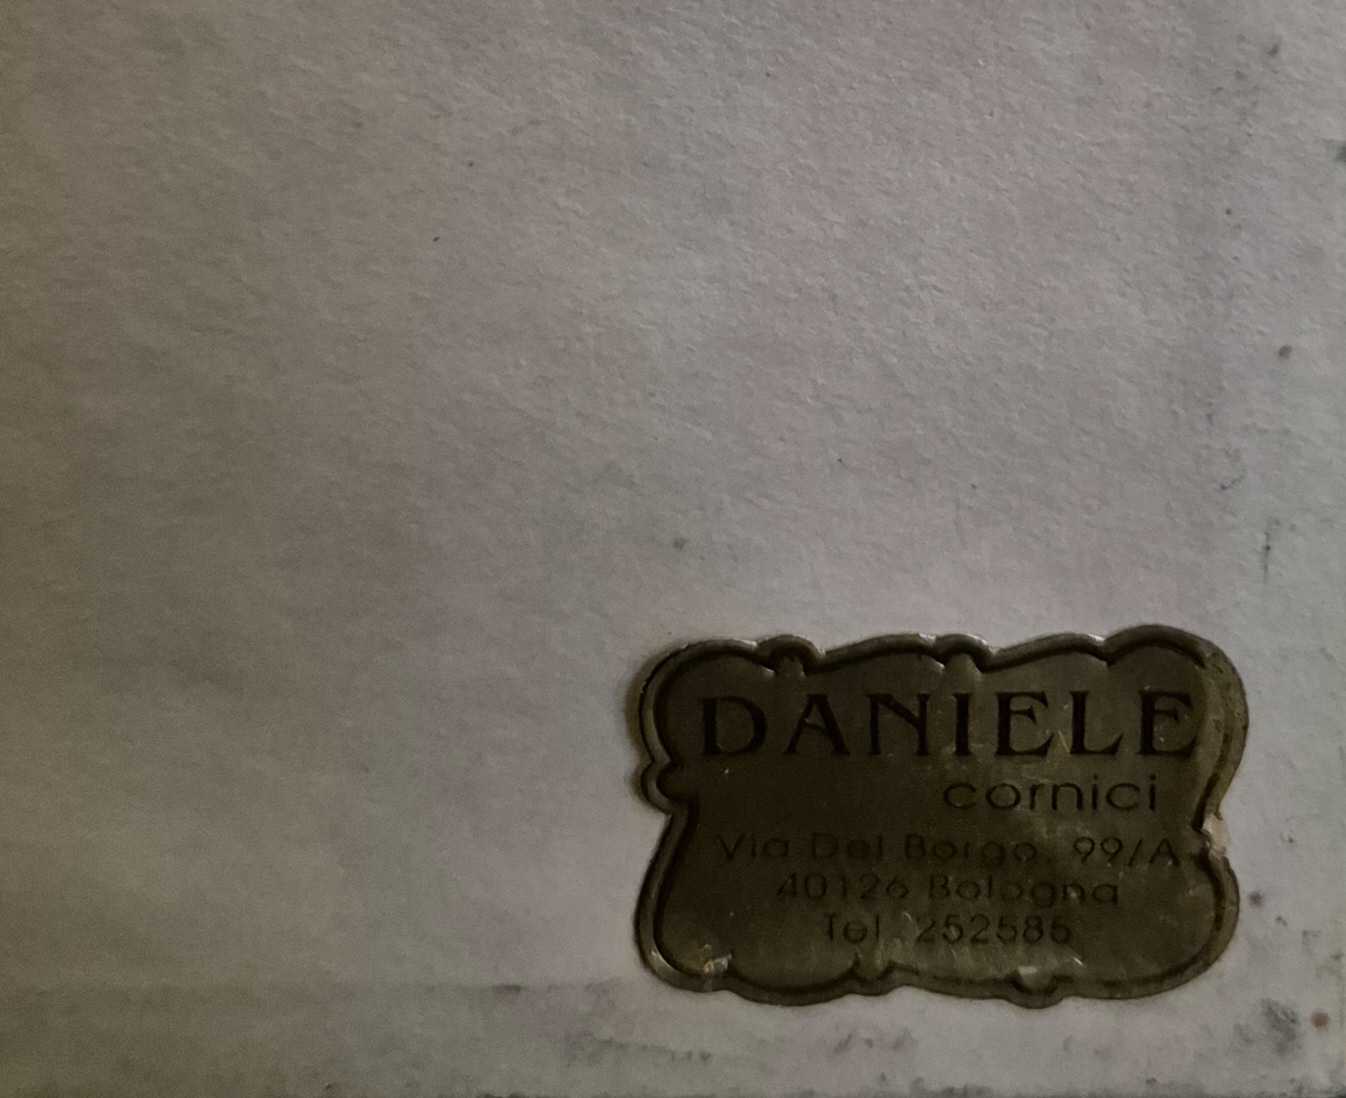 DANIELE
cornici
Via Del Borgo, 99/A
40126 Bologna
Tel. 252585